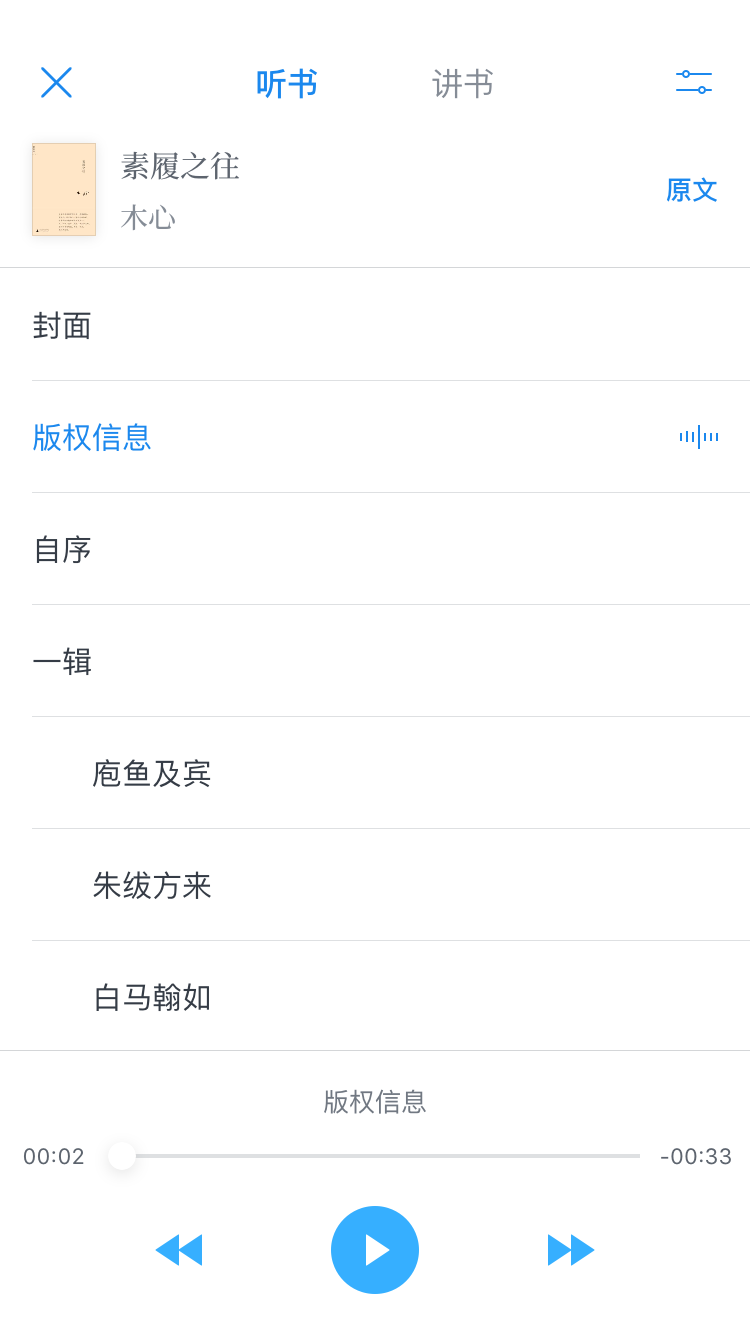 听书 讲书
素履之往
木心
原文
封面
版权信息
自序
一辑
庖鱼及宾
朱绂方来
白马翰如
版权信息
00:02 -00:33